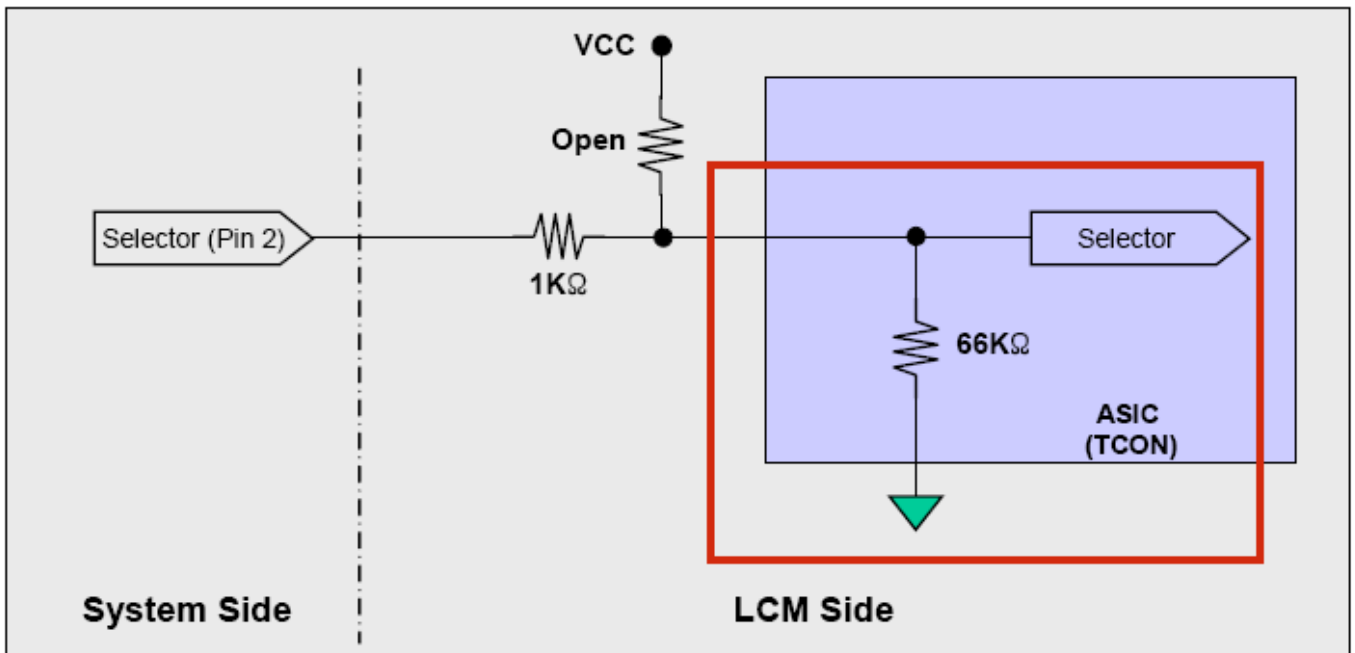 VCC
Open
Selector (Pin 2)
Selector
1KΩ
66KΩ
ASIC
(TCON)
System Side
LCM Side